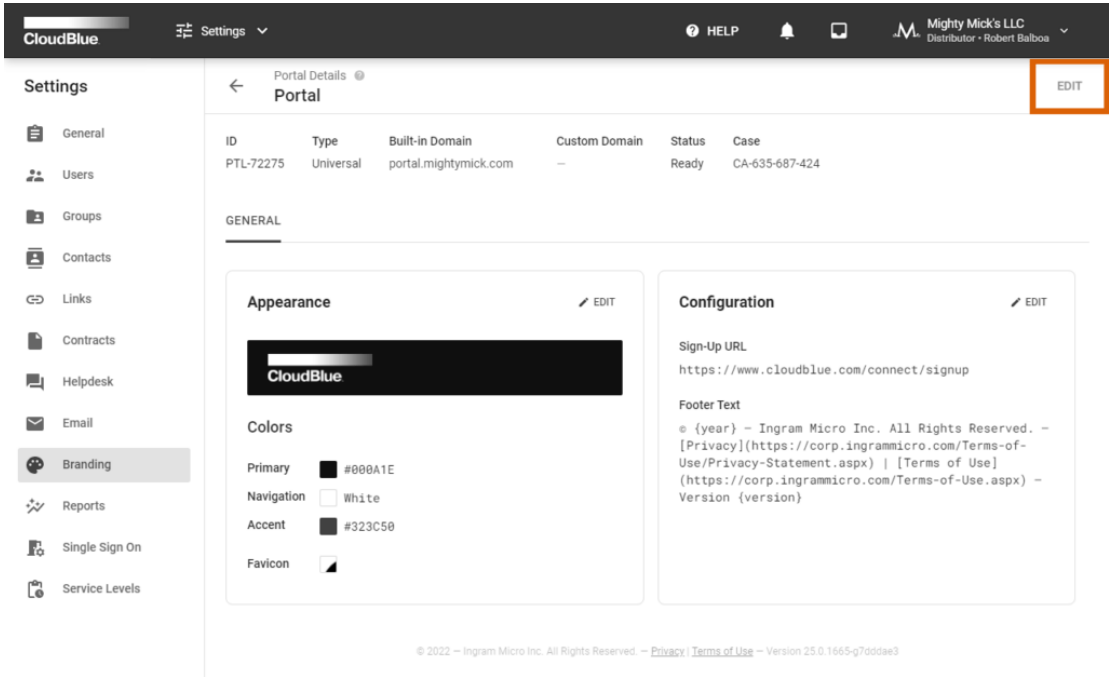 CloudBlue Settings HELP Mighty Mick's LLC
Distributor • Robert Balboa
Settings
General
Users
Groups
Contacts
Links
Contracts
Helpdesk
Email
Branding
Reports
Single Sign On
Service Levels
Portal Details
Portal
EDIT
ID Type Built-in Domain Custom Domain Status Case
PTL-72275 Universal portal.mightymick.com — Ready CA-635-687-424
GENERAL
Appearance EDIT
CloudBlue
Colors
Primary #000A1E
Navigation White
Accent #323C50
Favicon
Configuration EDIT
Sign-Up URL
https://www.cloudblue.com/connect/signup
Footer Text
© {year} — Ingram Micro Inc. All Rights Reserved. —
[Privacy](https://corp.ingrammicro.com/Terms-of-
Use/Privacy-Statement.aspx) | [Terms of Use]
(https://corp.ingrammicro.com/Terms-of-Use.aspx) —
Version {version}
© 2022 — Ingram Micro Inc. All Rights Reserved. — Privacy | Terms of Use — Version 25.0.1665-g7dddae3